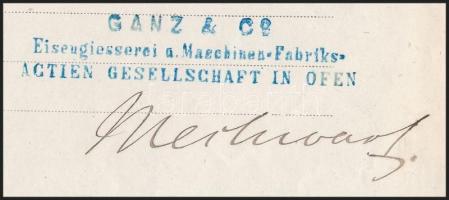 GANZ & Co
Eisengiesserei u. Maschinen-Fabriks-
ACTIEN GESELLSCHAFT IN OFEN
Mechwart